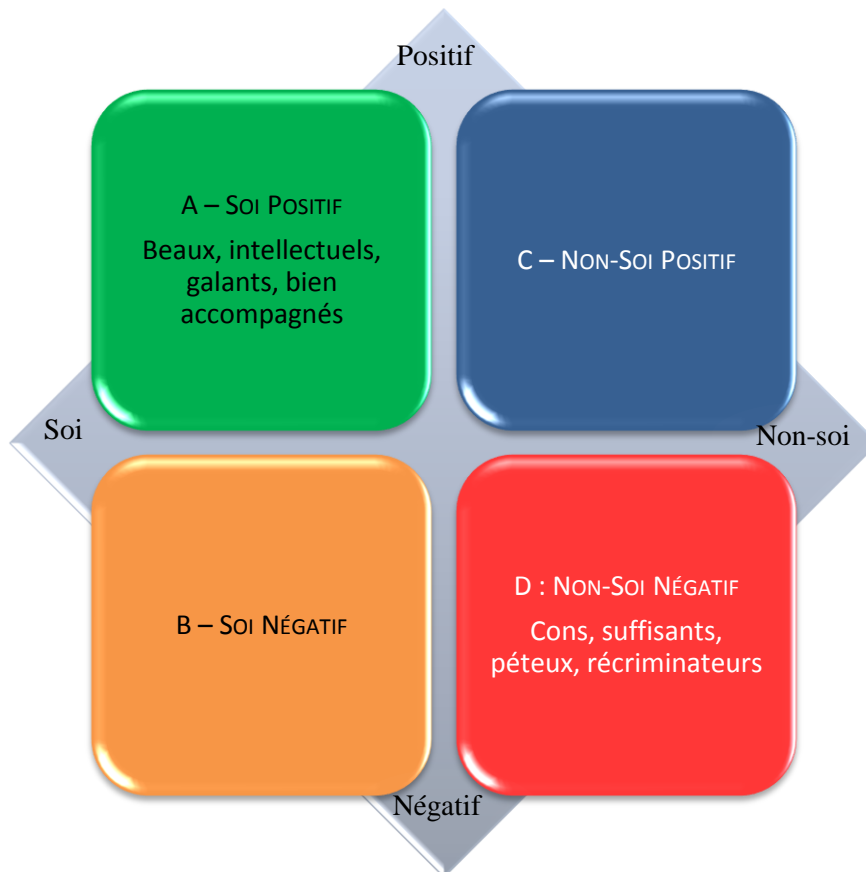 Positif
A – SOI POSITIF
Beaux, intellectuels,
galants, bien
accompagnés
C – NON-SOI POSITIF
Soi
Non-soi
B – SOI NÉGATIF
D : NON-SOI NÉGATIF
Cons, suffisants,
péteux, récriminateurs
Négatif